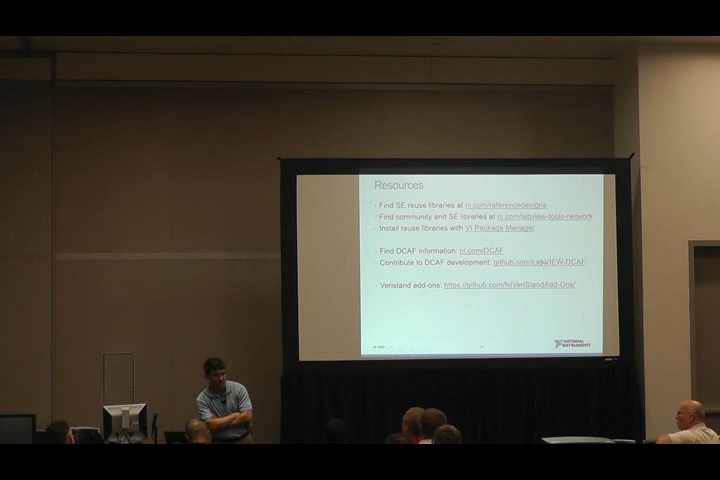 Resources
- Find SE reuse libraries at ni.com/referencedesigns
- Find community and SE libraries at ni.com/labview-tools-network
- Install reuse libraries with VI Package Manager
- Find DCAF information: ni.com/DCAF
- Contribute to DCAF development: github.com/LabVIEW-DCAF
- Veristand add-ons: https://github.com/NIVeriStandAdd-Ons/
NATIONAL
INSTRUMENTS